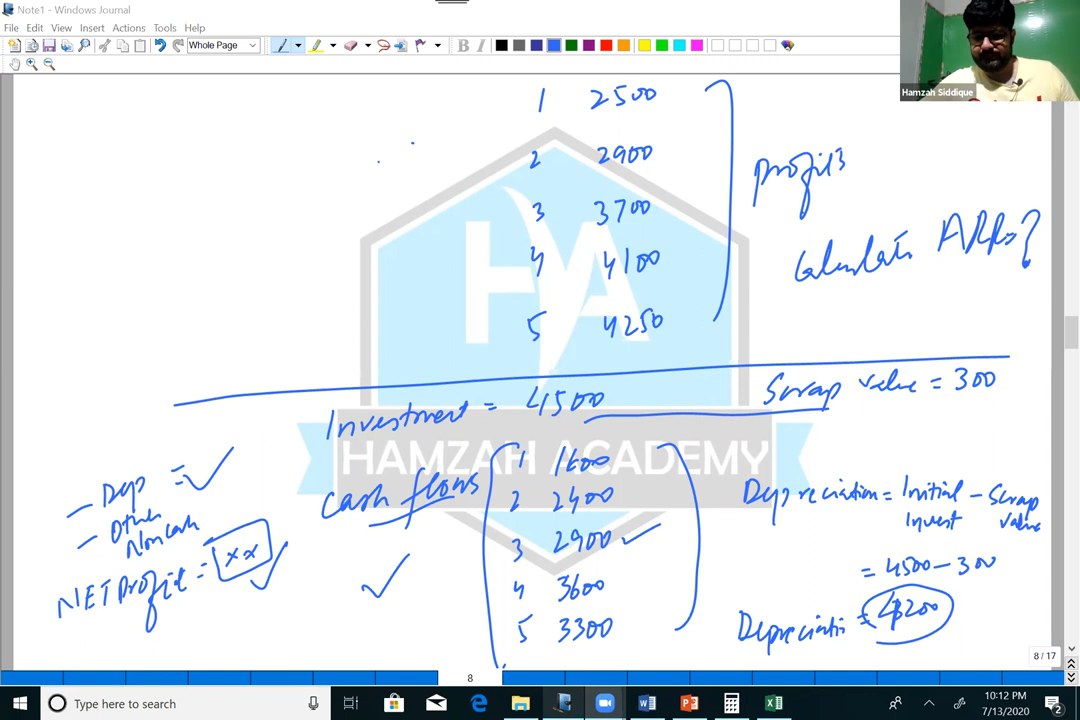 Note1 - Windows Journal
File Edit View Insert Actions Tools Help
Whole Page
B I
Hamzah Siddique
1 2500
2 2900
3 3700
4 4100
5 4250
Profits
Calculate ARR?
Investment = 4500
Scrap value = 300
HAMZAH ACADEMY
Cash flows
1 1600
2 2400
3 2900
4 3600
5 3300
- Dep =
- Other Non Cash
NET Profit = xx
Depreciation = Initial Invest - Scrap value
= 4500 - 300
Depreciation = 4200
8
8 / 17
Type here to search
10:12 PM
7/13/2020
2